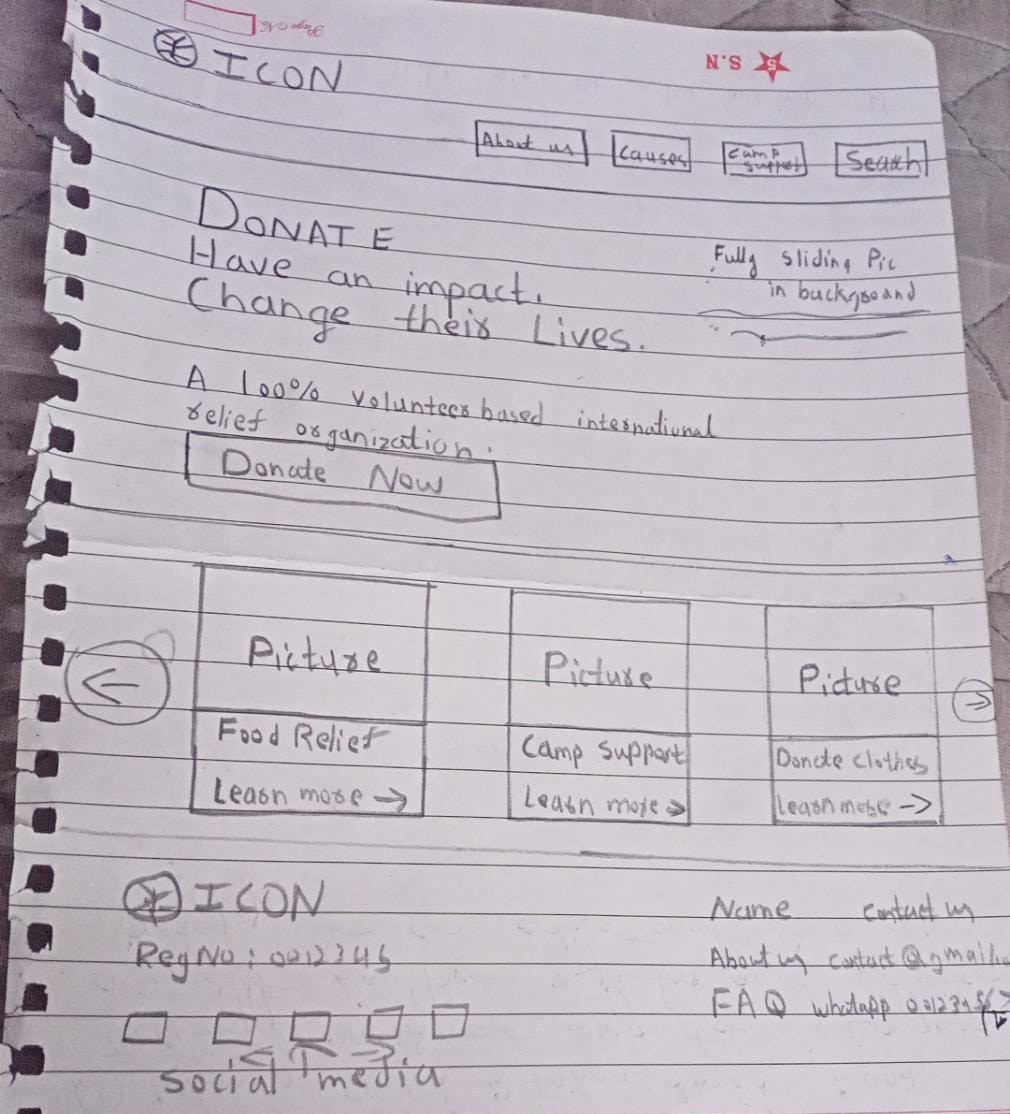 Page No.
S.N
ICON
About us Causes Camp support Search
DONATE
Have an impact.
Change their Lives.
Fully sliding Pic
in background
A 100% volunteer based international
relief organization.
Donate Now
Picture Picture Picture
Food Relief Camp Support Donate clothes
Learn more → Learn more → Learn more →
ICON
Reg No: 0012345
Social media
Name Contact us
About us contact@gmail
FAQ whatapp 0012345